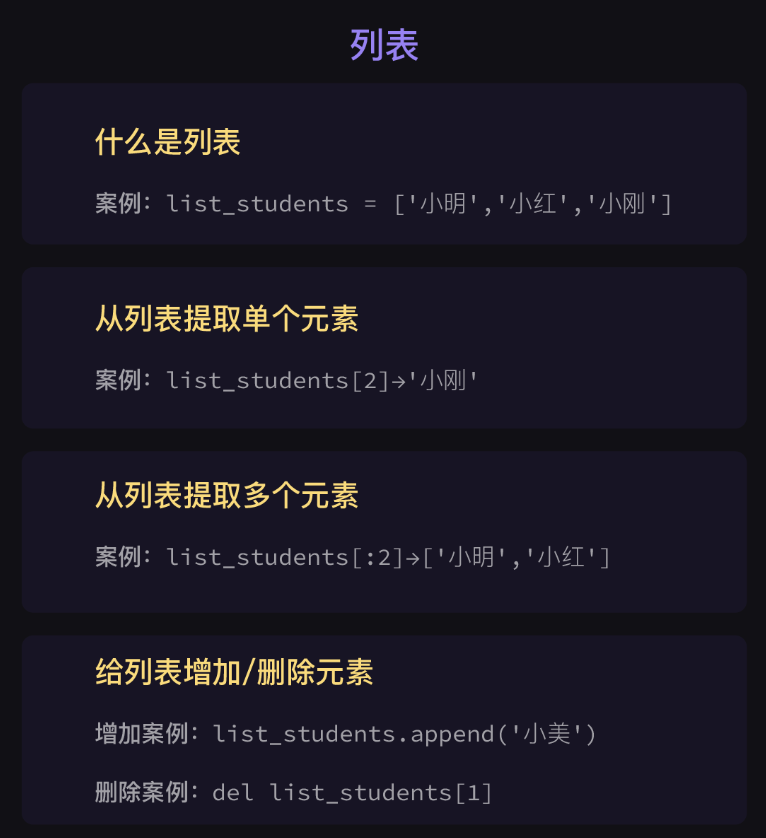 列表
什么是列表
案例：list_students = ['小明','小红','小刚']
从列表提取单个元素
案例：list_students[2]→'小刚'
从列表提取多个元素
案例：list_students[:2]→['小明','小红']
给列表增加/删除元素
增加案例：list_students.append('小美')
删除案例：del list_students[1]